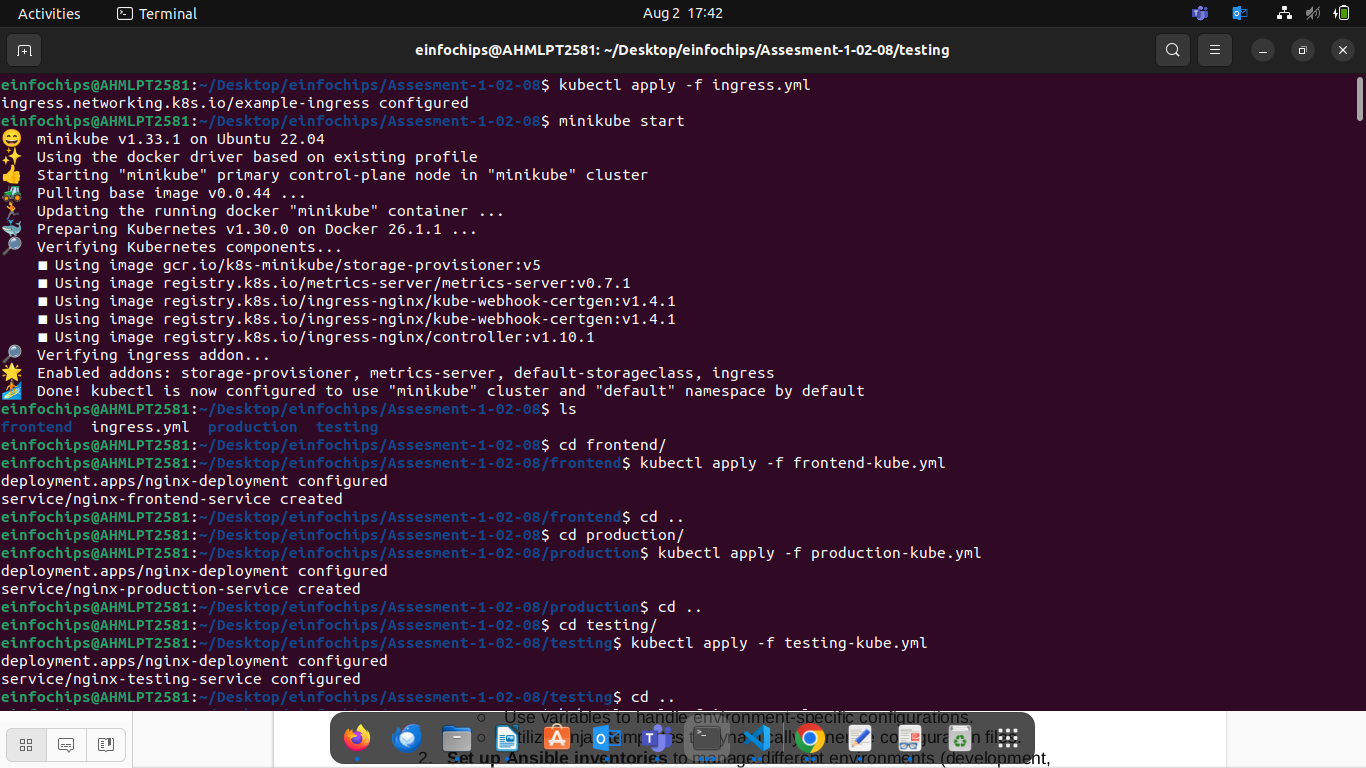 Activities Terminal Aug 2 17:42
einfochips@AHMLPT2581: ~/Desktop/einfochips/Assesment-1-02-08/testing
einfochips@AHMLPT2581:~/Desktop/einfochips/Assesment-1-02-08$ kubectl apply -f ingress.yml
ingress.networking.k8s.io/example-ingress configured
einfochips@AHMLPT2581:~/Desktop/einfochips/Assesment-1-02-08$ minikube start
minikube v1.33.1 on Ubuntu 22.04
Using the docker driver based on existing profile
Starting "minikube" primary control-plane node in "minikube" cluster
Pulling base image v0.0.44 ...
Updating the running docker "minikube" container ...
Preparing Kubernetes v1.30.0 on Docker 26.1.1 ...
Verifying Kubernetes components...
■ Using image gcr.io/k8s-minikube/storage-provisioner:v5
■ Using image registry.k8s.io/metrics-server/metrics-server:v0.7.1
■ Using image registry.k8s.io/ingress-nginx/kube-webhook-certgen:v1.4.1
■ Using image registry.k8s.io/ingress-nginx/kube-webhook-certgen:v1.4.1
■ Using image registry.k8s.io/ingress-nginx/controller:v1.10.1
Verifying ingress addon...
Enabled addons: storage-provisioner, metrics-server, default-storageclass, ingress
Done! kubectl is now configured to use "minikube" cluster and "default" namespace by default
einfochips@AHMLPT2581:~/Desktop/einfochips/Assesment-1-02-08$ ls
frontend ingress.yml production testing
einfochips@AHMLPT2581:~/Desktop/einfochips/Assesment-1-02-08$ cd frontend/
einfochips@AHMLPT2581:~/Desktop/einfochips/Assesment-1-02-08/frontend$ kubectl apply -f frontend-kube.yml
deployment.apps/nginx-deployment configured
service/nginx-frontend-service created
einfochips@AHMLPT2581:~/Desktop/einfochips/Assesment-1-02-08/frontend$ cd ..
einfochips@AHMLPT2581:~/Desktop/einfochips/Assesment-1-02-08$ cd production/
einfochips@AHMLPT2581:~/Desktop/einfochips/Assesment-1-02-08/production$ kubectl apply -f production-kube.yml
deployment.apps/nginx-deployment configured
service/nginx-production-service created
einfochips@AHMLPT2581:~/Desktop/einfochips/Assesment-1-02-08/production$ cd ..
einfochips@AHMLPT2581:~/Desktop/einfochips/Assesment-1-02-08$ cd testing/
einfochips@AHMLPT2581:~/Desktop/einfochips/Assesment-1-02-08/testing$ kubectl apply -f testing-kube.yml
deployment.apps/nginx-deployment configured
service/nginx-testing-service configured
einfochips@AHMLPT2581:~/Desktop/einfochips/Assesment-1-02-08/testing$ cd ..
Use variables to handle environment-specific configurations.
2. Set up Ansible inventories to manage different environments (development,